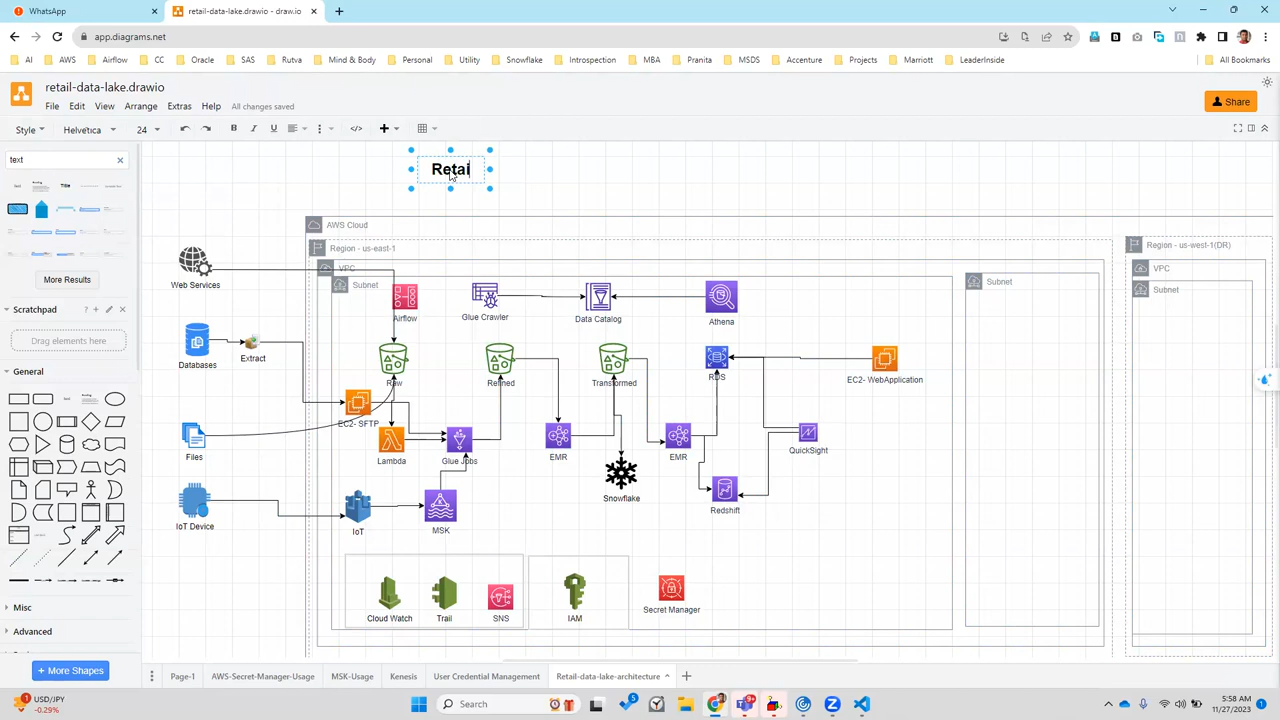 WhatsApp
retail-data-lake.drawio - draw.io
app.diagrams.net
AI AWS Airflow CC Oracle SAS Rutva Mind & Body Personal Utility Snowflake Introspection MBA Pranita MSDS Accenture Projects Marriott LeaderInside All Bookmarks
retail-data-lake.drawio
File Edit View Arrange Extras Help All changes saved
Share
Style Helvetica 24 B I U
text
Retai
Title
More Results
Scratchpad
Drag elements here
General
Misc
Advanced
More Shapes
AWS Cloud
Region - us-east-1
Region - us-west-1(DR)
VPC
VPC
Subnet
Subnet
Subnet
Web Services
Airflow
Glue Crawler
Data Catalog
Athena
Databases
Extract
Raw
Refined
Transformed
RDS
EC2- WebApplication
EC2- SFTP
Files
Lambda
Glue Jobs
EMR
EMR
QuickSight
Snowflake
Redshift
IoT Device
IoT
MSK
Cloud Watch
Trail
SNS
IAM
Secret Manager
Page-1 AWS-Secret-Manager-Usage MSK-Usage Kenesis User Credential Management Retail-data-lake-architecture
USD/JPY
-0.29%
Search
5:58 AM
11/27/2023